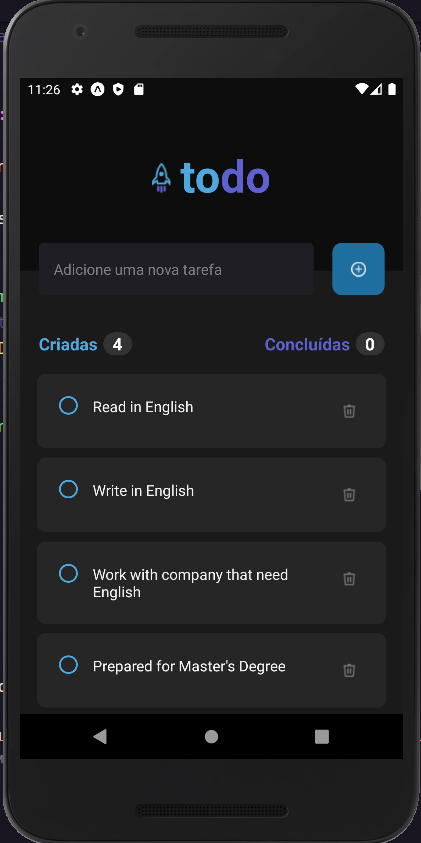 11:26
todo
Adicione uma nova tarefa
Criadas 4 Concluídas 0
Read in English
Write in English
Work with company that need
English
Prepared for Master's Degree